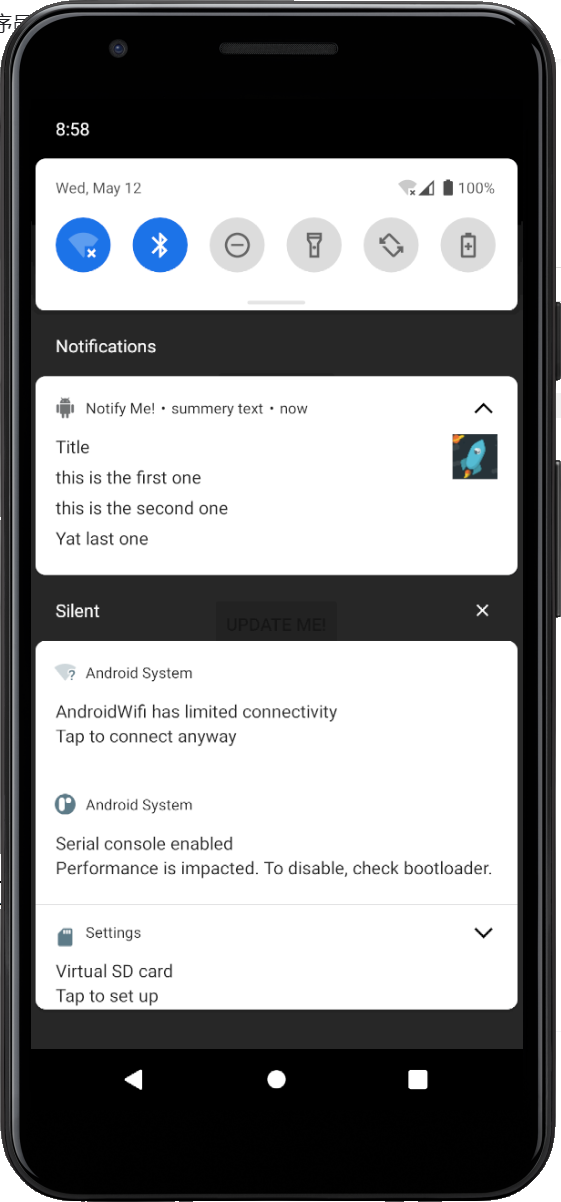 序员
8:58
Wed, May 12
100%
Notifications
Notify Me! • summery text • now
Title
this is the first one
this is the second one
Yat last one
Silent
UPDATE ME!
Android System
AndroidWifi has limited connectivity
Tap to connect anyway
Android System
Serial console enabled
Performance is impacted. To disable, check bootloader.
Settings
Virtual SD card
Tap to set up